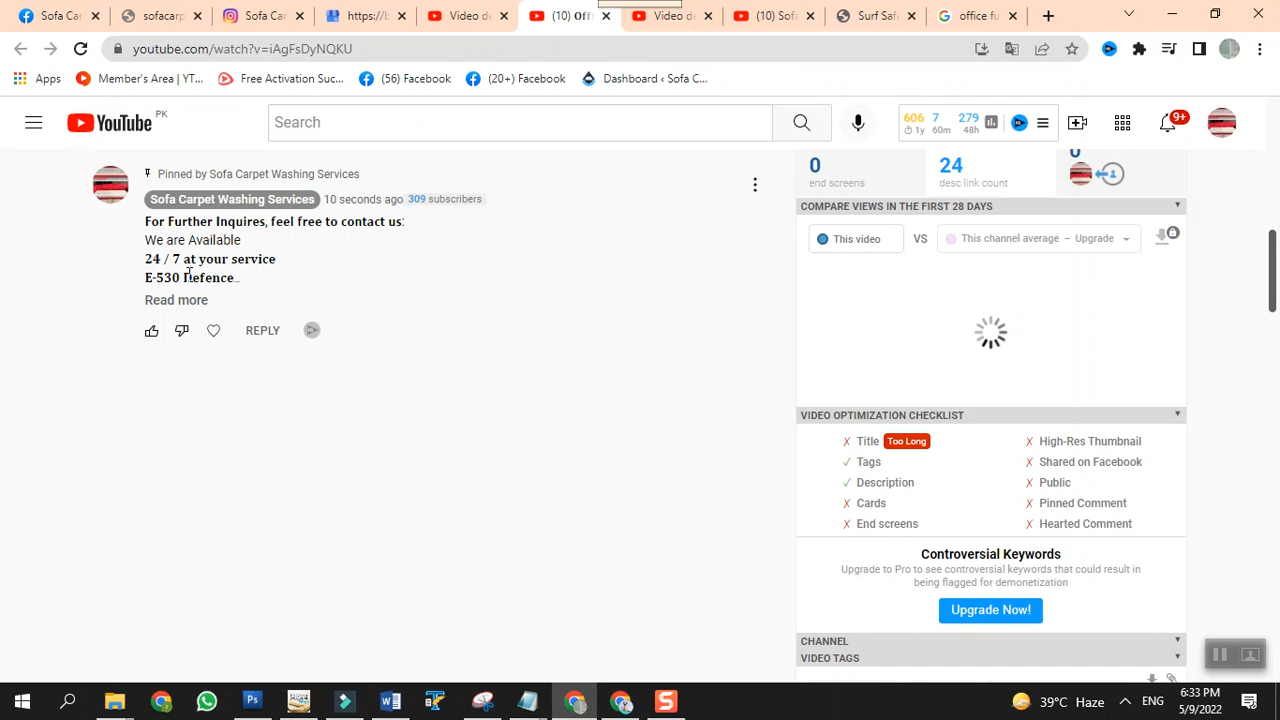 Sofa Car
sofacarp
Sofa Car
https://b
Video de
(10) Off
Video de
(10) Sofa
Surf Safe
office fu
youtube.com/watch?v=iAgFsDyNQKU
Apps
Member's Area | YT...
Free Activation Suc...
(56) Facebook
(20+) Facebook
Dashboard ‹ Sofa C...
YouTube PK
Search
606 7 279
1y 60m 48h
9+
0
end screens
24
desc link count
0
Pinned by Sofa Carpet Washing Services
Sofa Carpet Washing Services 10 seconds ago 309 subscribers
For Further Inquires, feel free to contact us:
We are Available
24 / 7 at your service
E-530 Defence...
Read more
REPLY
COMPARE VIEWS IN THE FIRST 28 DAYS
This video VS This channel average – Upgrade
VIDEO OPTIMIZATION CHECKLIST
✗ Title Too Long
✓ Tags
✓ Description
✗ Cards
✗ End screens
✗ High-Res Thumbnail
✗ Shared on Facebook
✗ Public
✗ Pinned Comment
✗ Hearted Comment
Controversial Keywords
Upgrade to Pro to see controversial keywords that could result in
being flagged for demonetization
Upgrade Now!
CHANNEL
VIDEO TAGS
39°C Haze
ENG
6:33 PM
5/9/2022